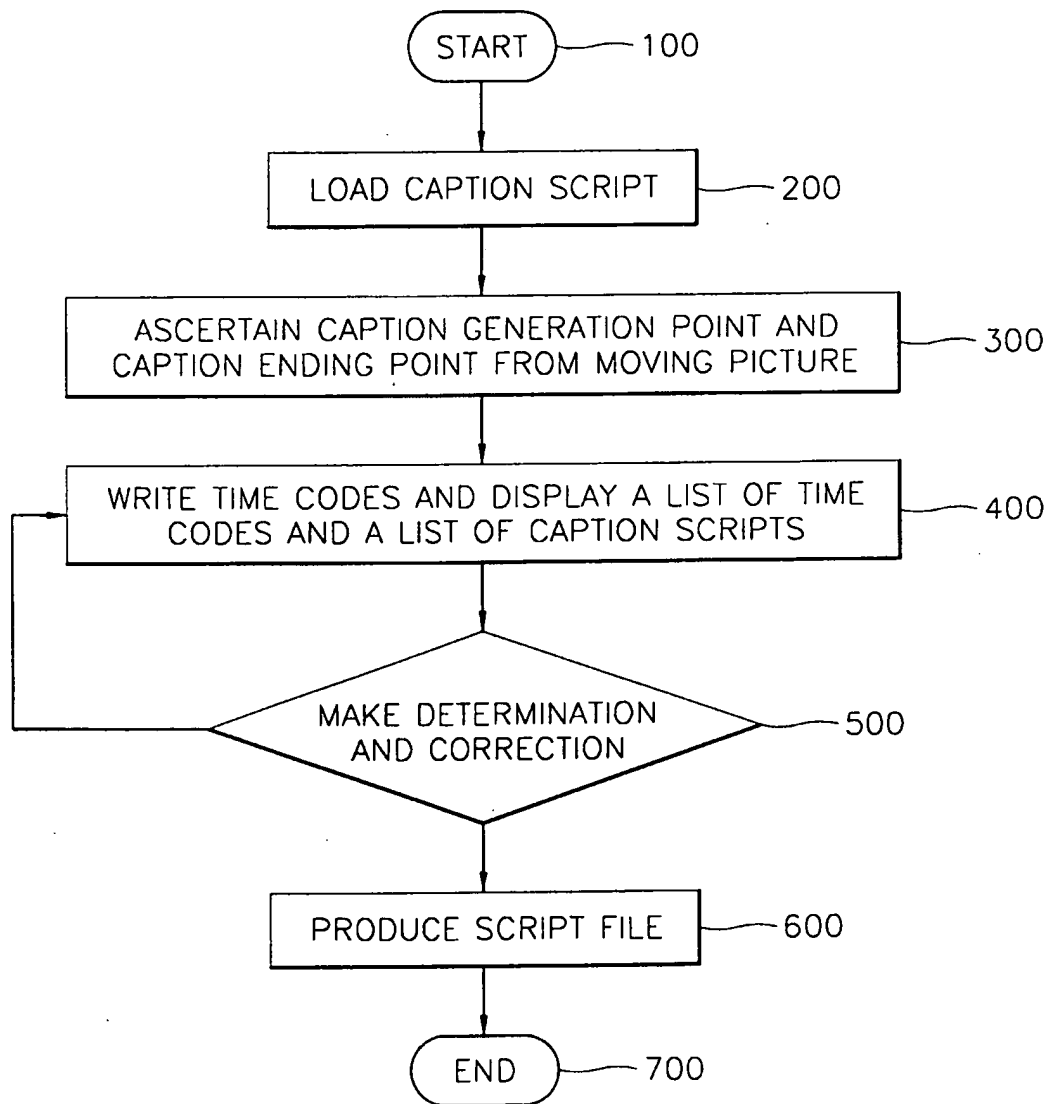 START
100
LOAD CAPTION SCRIPT
200
ASCERTAIN CAPTION GENERATION POINT AND
CAPTION ENDING POINT FROM MOVING PICTURE
300
WRITE TIME CODES AND DISPLAY A LIST OF TIME
CODES AND A LIST OF CAPTION SCRIPTS
400
MAKE DETERMINATION
AND CORRECTION
500
PRODUCE SCRIPT FILE
600
END
700